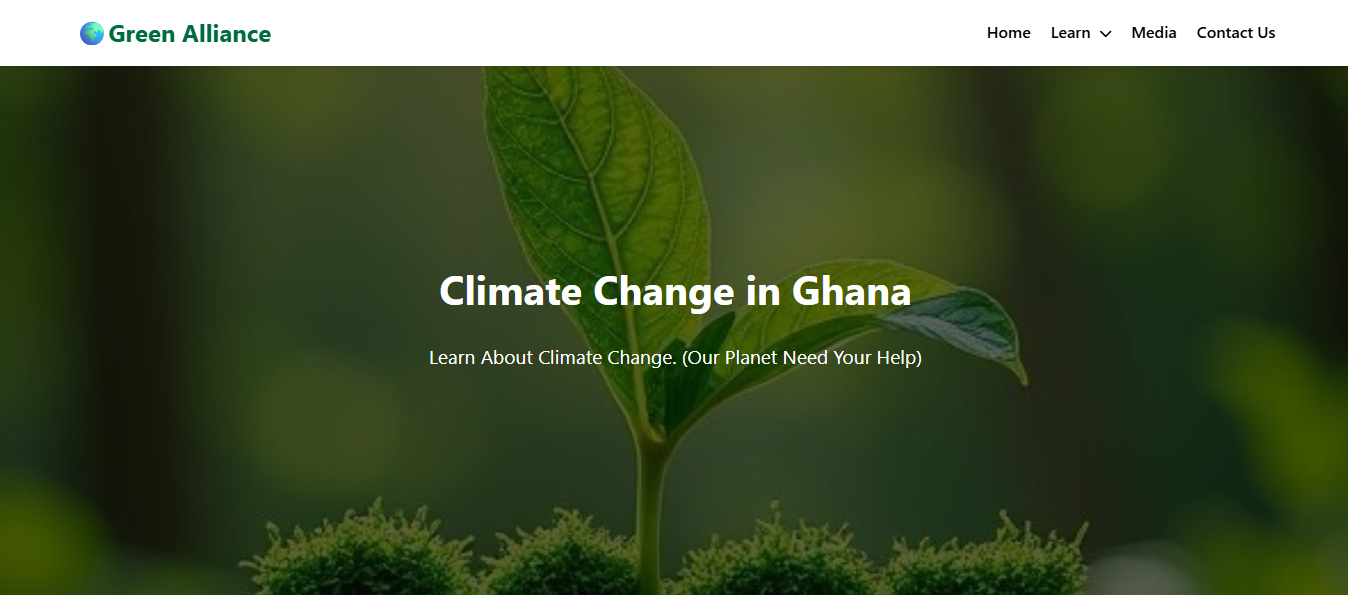 Green Alliance
Home Learn Media Contact Us
Climate Change in Ghana
Learn About Climate Change. (Our Planet Need Your Help)